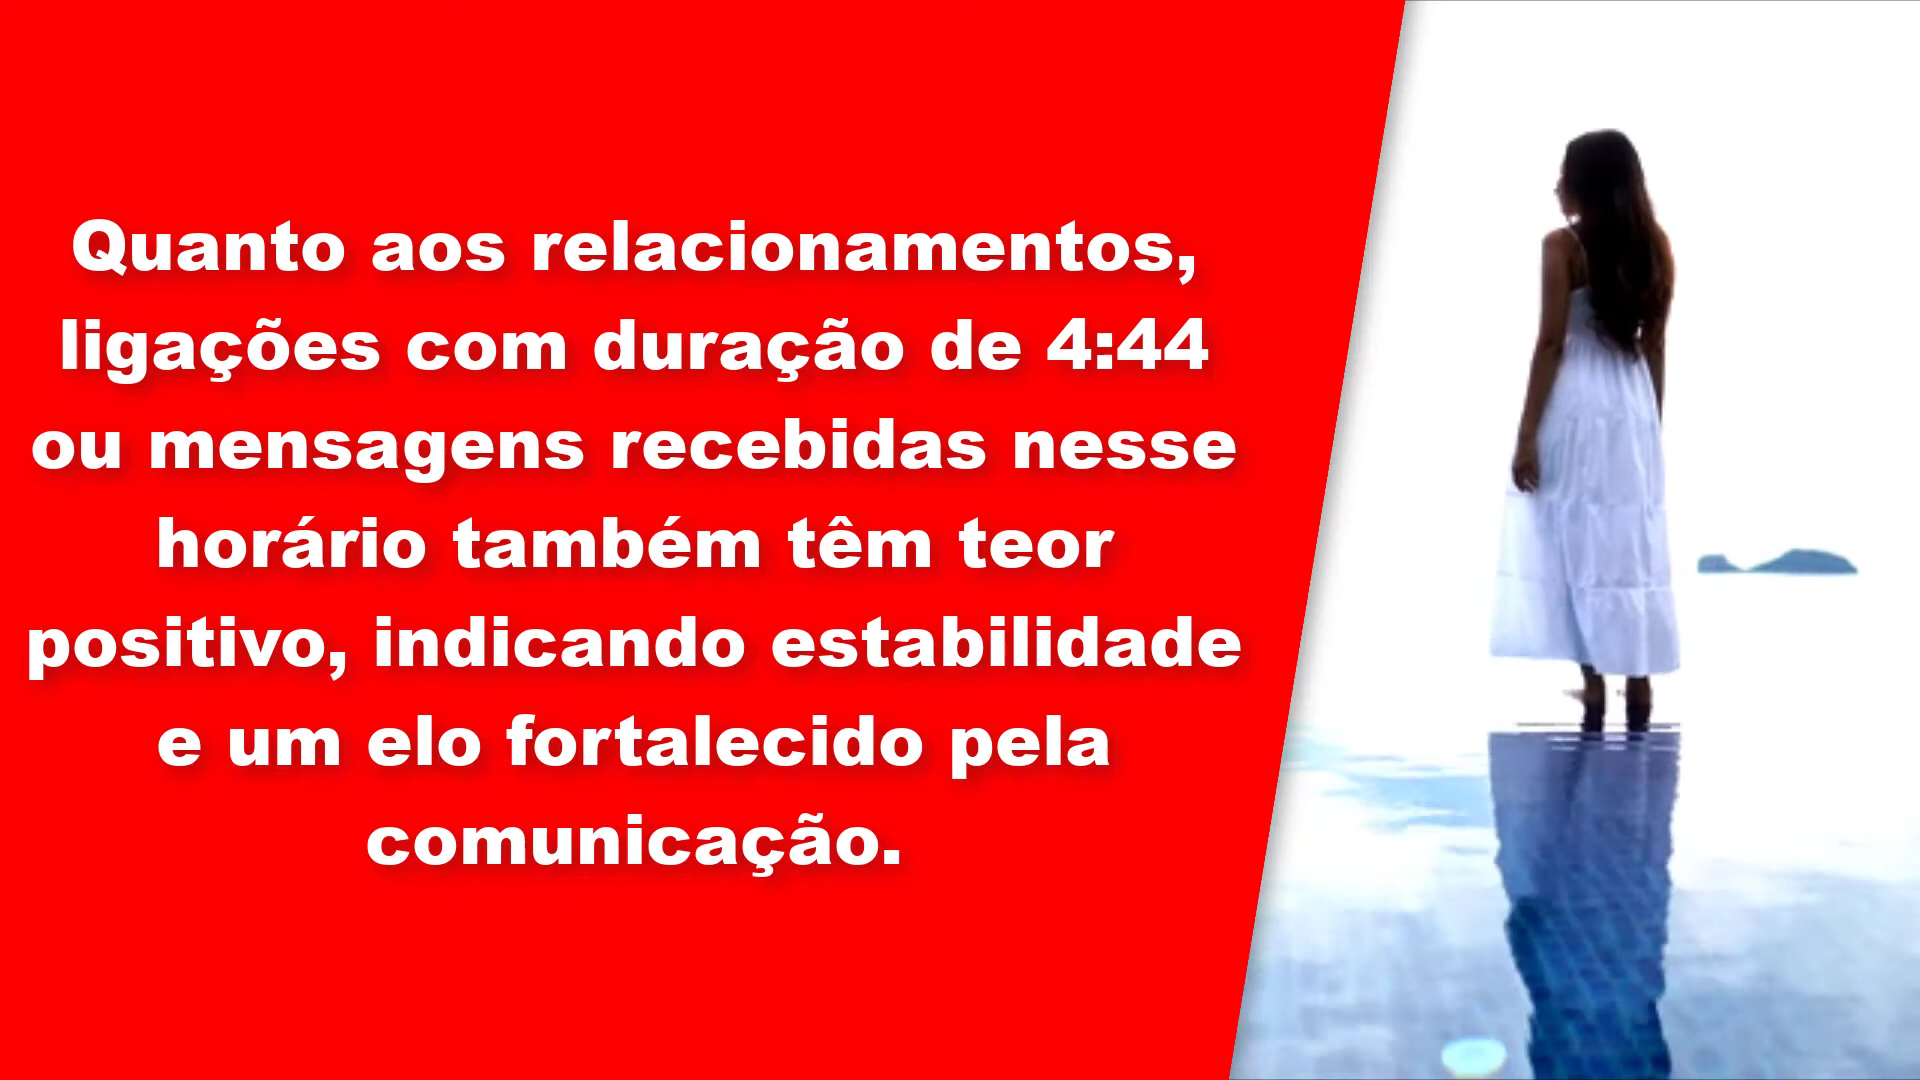 Quanto aos relacionamentos,
ligações com duração de 4:44
ou mensagens recebidas nesse
horário também têm teor
positivo, indicando estabilidade
e um elo fortalecido pela
comunicação.